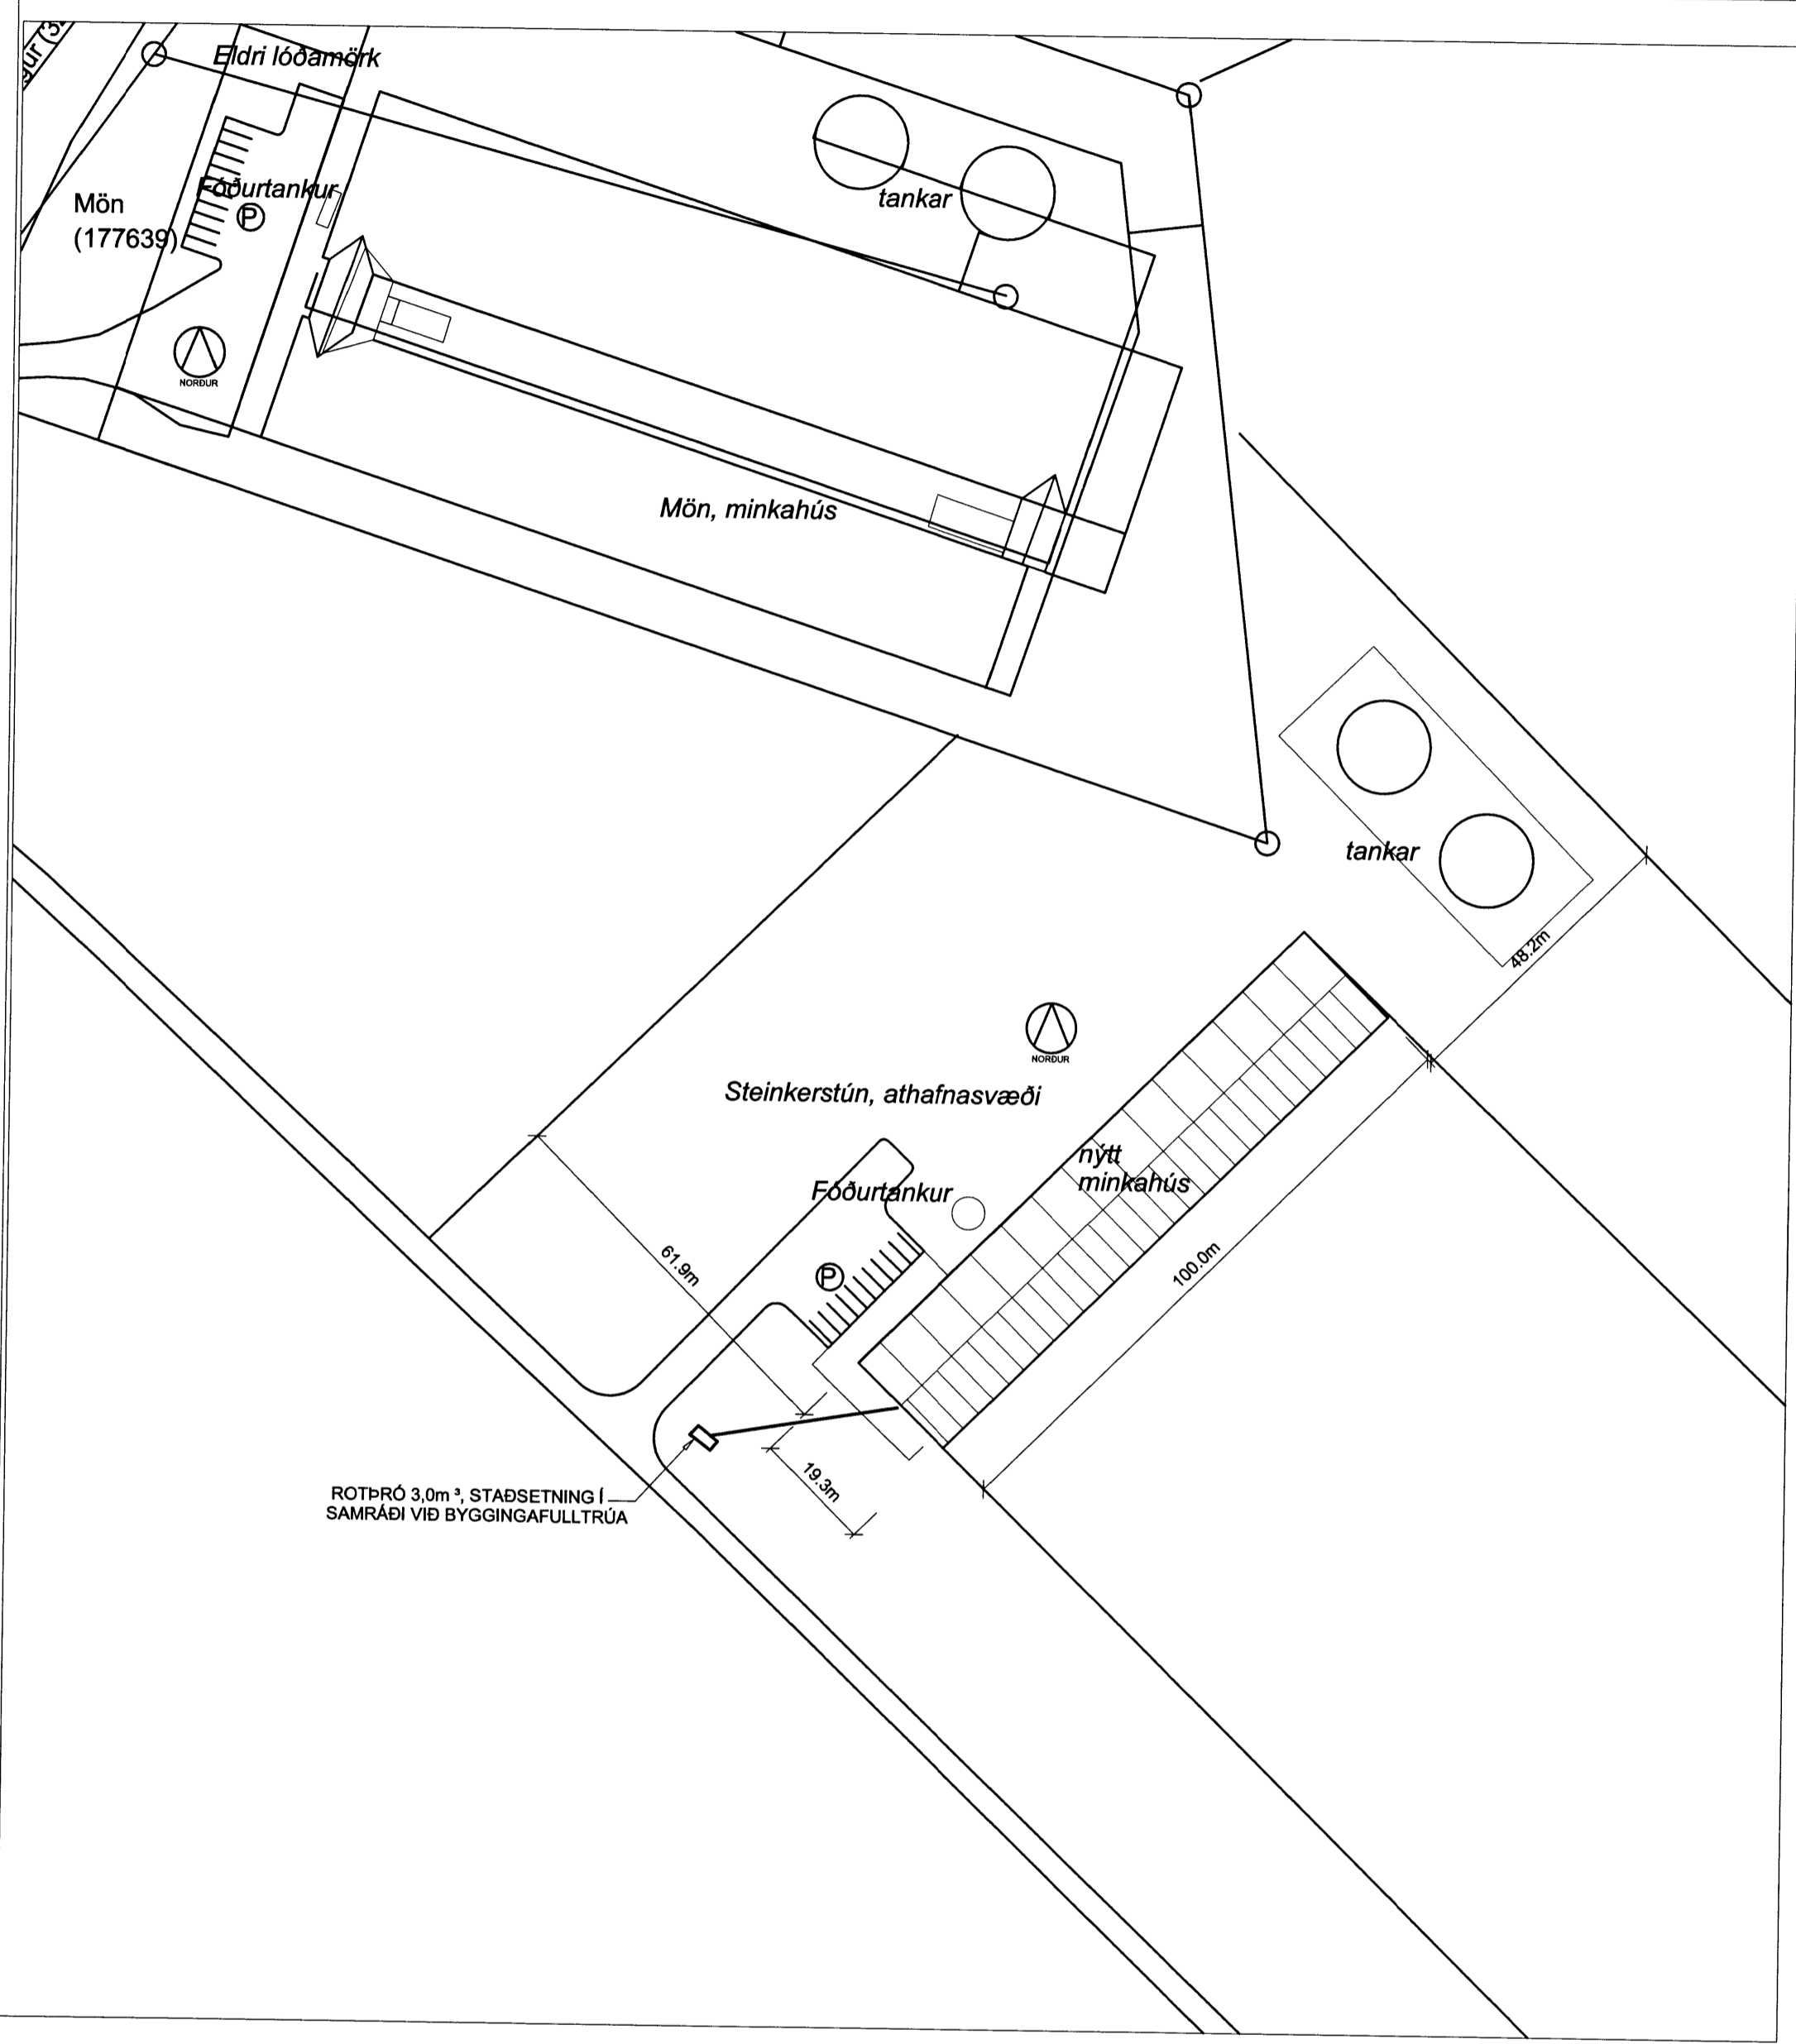 Eldri lóðamörk
Fóðurtankur
P
Mön
(177639)
NORÐUR
tankar
Mön, minkahús
tankar
48.2m
NORÐUR
Steinkerstún, athafnasvæði
nýtt
minkahús
Fóðurtankur
P
61.9m
100.0m
19.3m
ROTÞRÓ 3,0m ³, STAÐSETNING Í
SAMRÁÐI VIÐ BYGGINGAFULLTRÚA